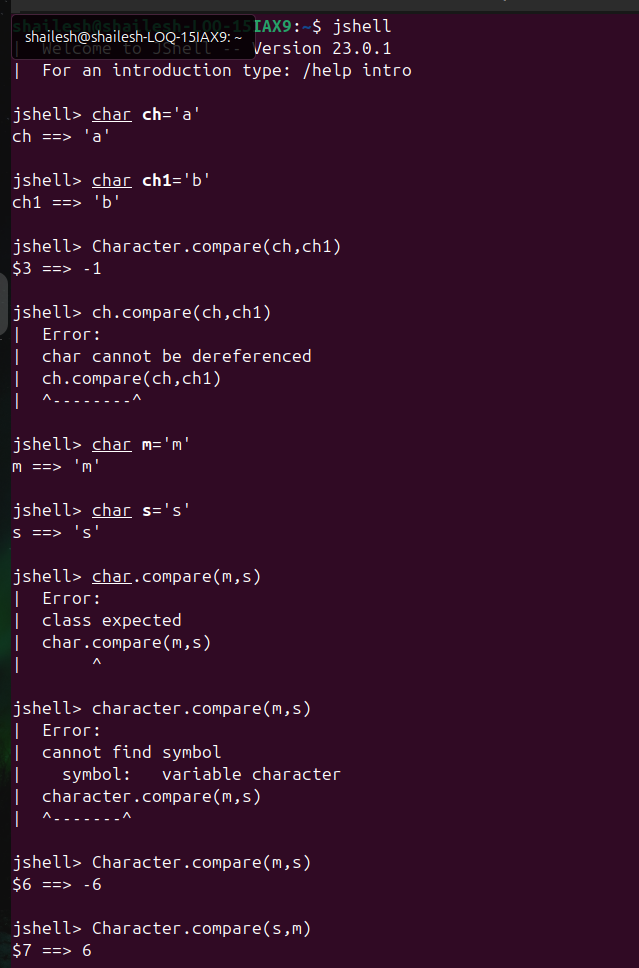 shailesh@shailesh-LOQ-15IAX9:~$ jshell
shailesh@shailesh-LOQ-15IAX9: ~
|  Welcome to JShell -- Version 23.0.1
|  For an introduction type: /help intro
jshell> char ch='a'
ch ==> 'a'
jshell> char ch1='b'
ch1 ==> 'b'
jshell> Character.compare(ch,ch1)
$3 ==> -1
jshell> ch.compare(ch,ch1)
|  Error:
|  char cannot be dereferenced
|  ch.compare(ch,ch1)
|  ^--------^
jshell> char m='m'
m ==> 'm'
jshell> char s='s'
s ==> 's'
jshell> char.compare(m,s)
|  Error:
|  class expected
|  char.compare(m,s)
|       ^
jshell> character.compare(m,s)
|  Error:
|  cannot find symbol
|    symbol:   variable character
|  character.compare(m,s)
|  ^-------^
jshell> Character.compare(m,s)
$6 ==> -6
jshell> Character.compare(s,m)
$7 ==> 6